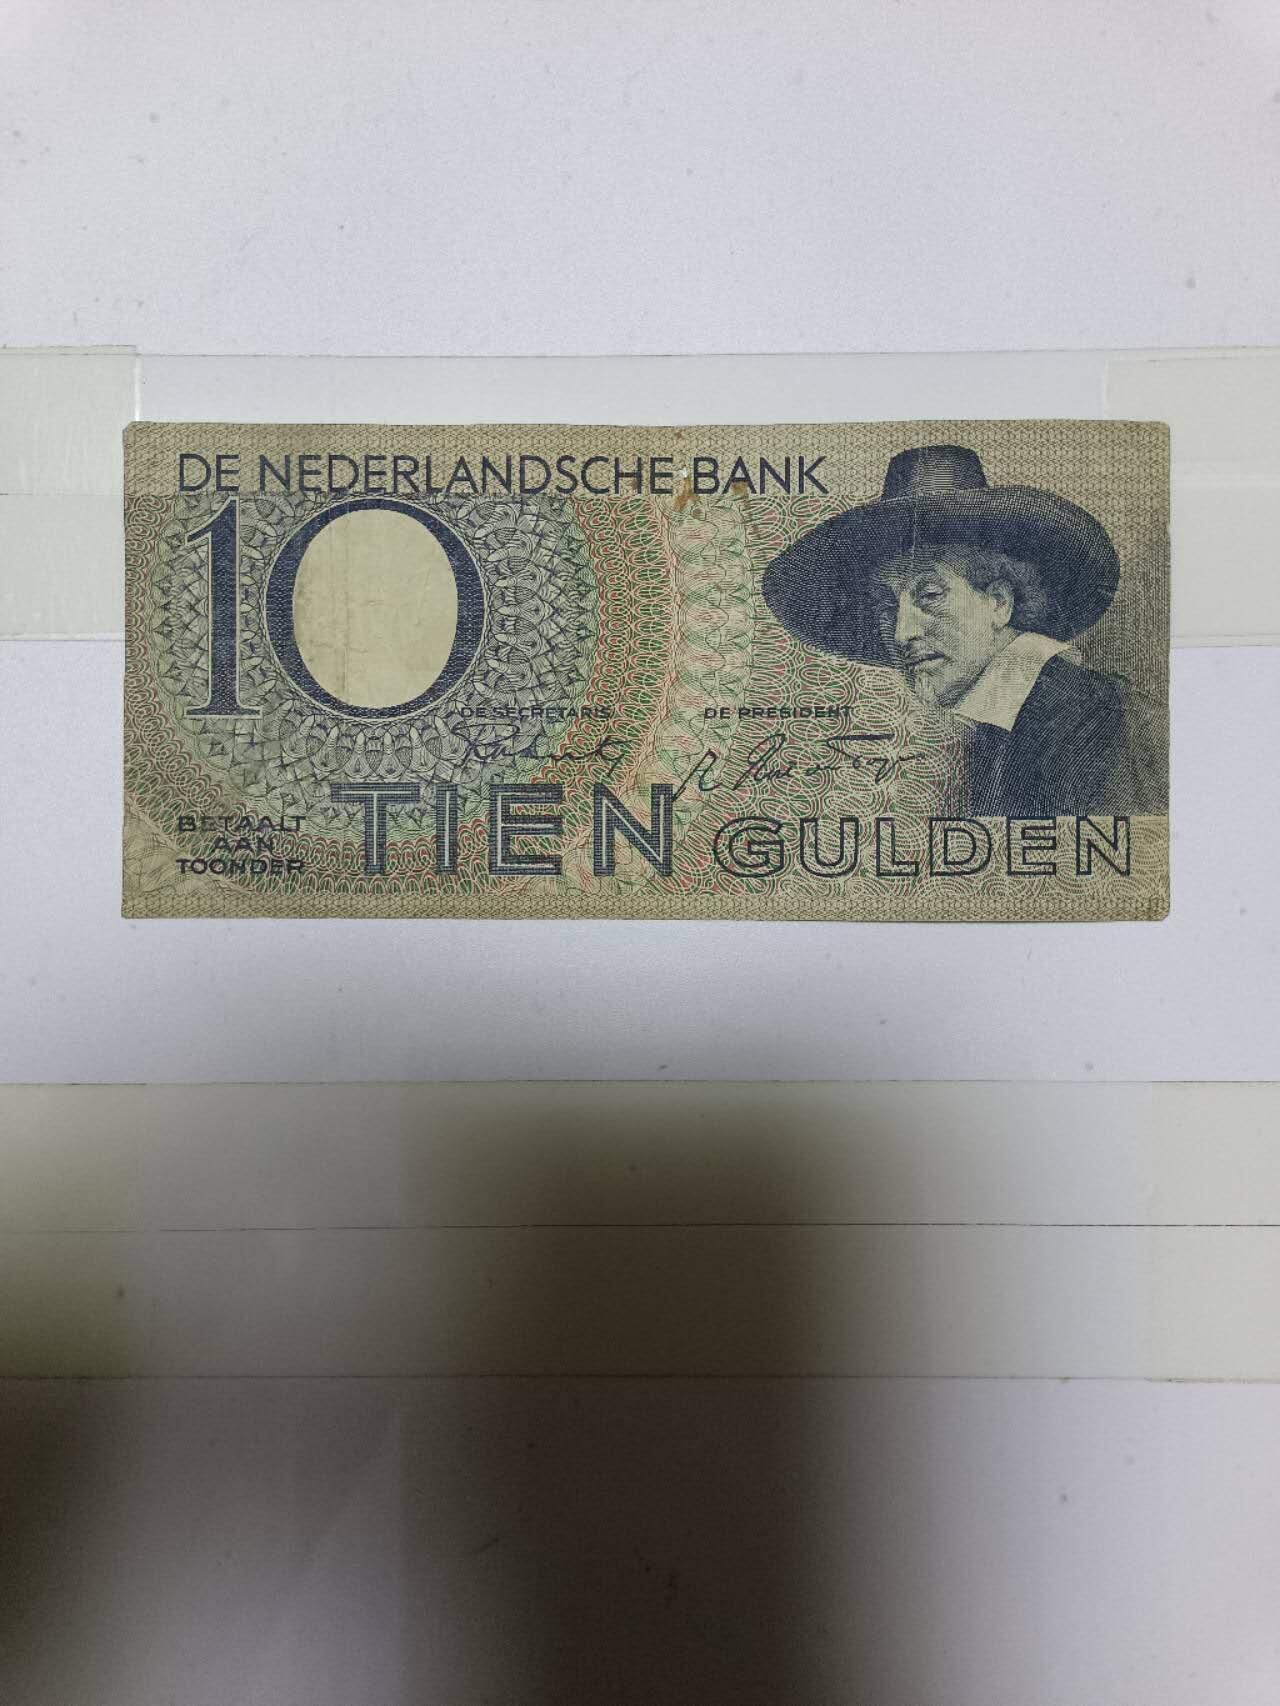 DE NEDERLANDSCHE BANK
10
DE SECRETARIS
DE PRESIDENT
TIEN GULDEN
BETAALT
AAN
TOONDER